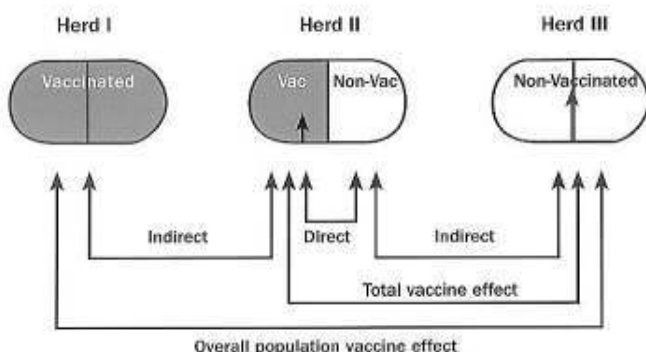 Herd I Herd II Herd III
Vaccinated Vac Non-Vac Non-Vaccinated
Indirect Direct Indirect
Total vaccine effect
Overall population vaccine effect